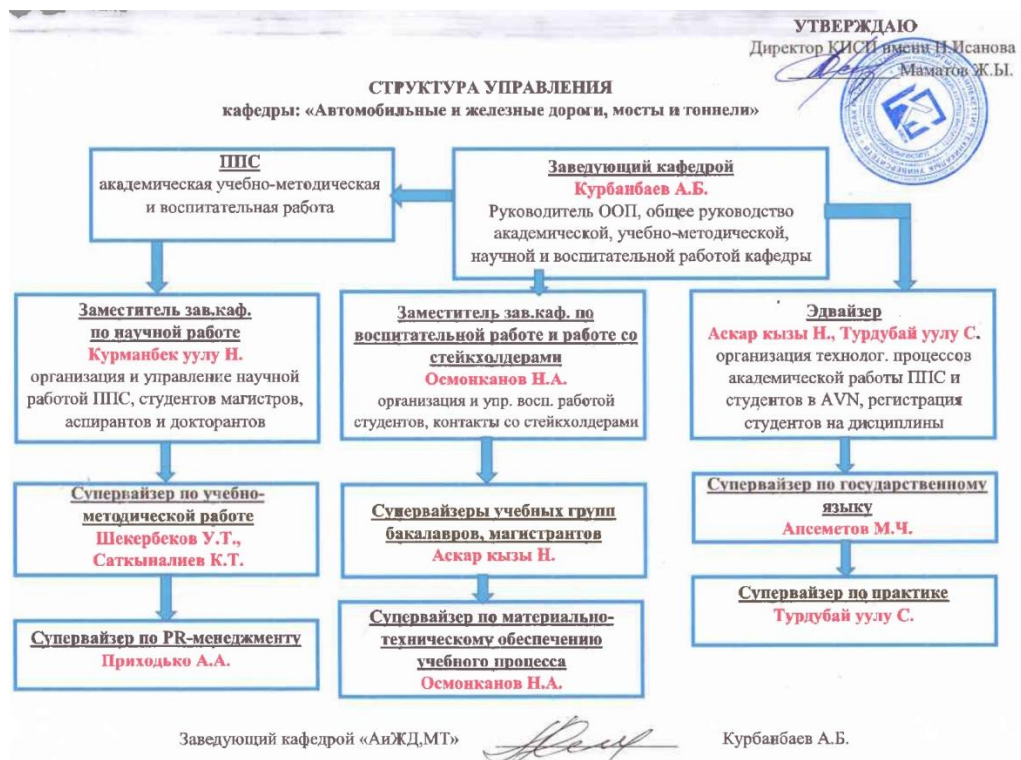 УТВЕРЖДАЮ
Директор КИСИ имени Н.Исанова
Маматов Ж.Ы.
СТРУКТУРА УПРАВЛЕНИЯ
кафедры: «Автомобильные и железные дороги, мосты и тоннели»
ППС
академическая учебно-методическая
и воспитательная работа
Заведующий кафедрой
Курбанбаев А.Б.
Руководитель ООП, общее руководство
академической, учебно-методической,
научной и воспитательной работой кафедры
Заместитель зав.каф.
по научной работе
Курманбек уулу Н.
организация и управление научной
работой ППС, студентов магистров,
аспирантов и докторантов
Заместитель зав.каф. по
воспитательной работе и работе со
стейкхолдерами
Осмонканов Н.А.
организация и упр. восп. работой
студентов, контакты со стейкхолдерами
Эдвайзер
Аскар кызы Н., Турдубай уулу С.
организация технолог. процессов
академической работы ППС и
студентов в AVN, регистрация
студентов на дисциплины
Супервайзер по учебно-
методической работе
Шекербеков У.Т.,
Саткыналиев К.Т.
Супервайзеры учебных групп
бакалавров, магистрантов
Аскар кызы Н.
Супервайзер по государственному
языку
Апсеметов М.Ч.
Супервайзер по PR-менеджменту
Приходько А.А.
Супервайзер по материально-
техническому обеспечению
учебного процесса
Осмонканов Н.А.
Супервайзер по практике
Турдубай уулу С.
Заведующий кафедрой «АиЖД,МТ»
Курбанбаев А.Б.